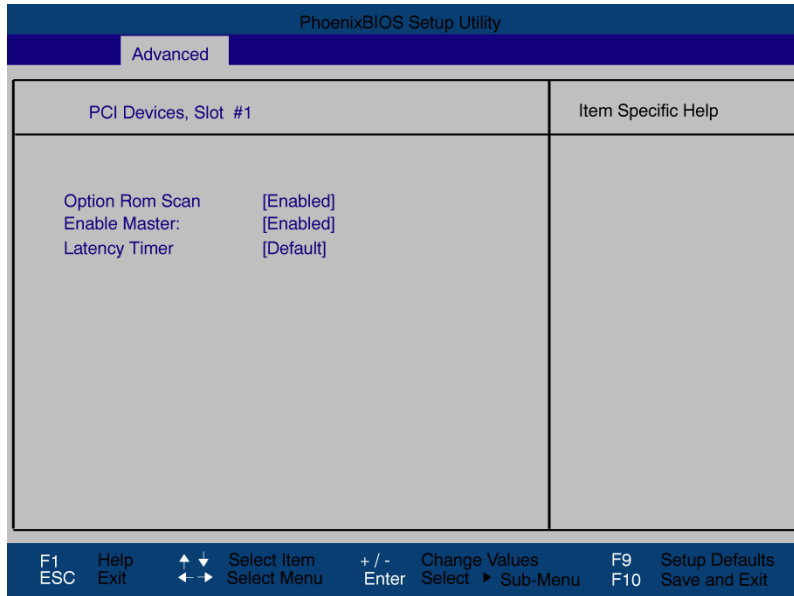 PhoenixBIOS Setup Utility
Advanced
PCI Devices, Slot #1
Item Specific Help
Option Rom Scan [Enabled]
Enable Master: [Enabled]
Latency Timer [Default]
F1 Help Select Item + / - Change Values F9 Setup Defaults
ESC Exit Select Menu Enter Select Sub-Menu F10 Save and Exit